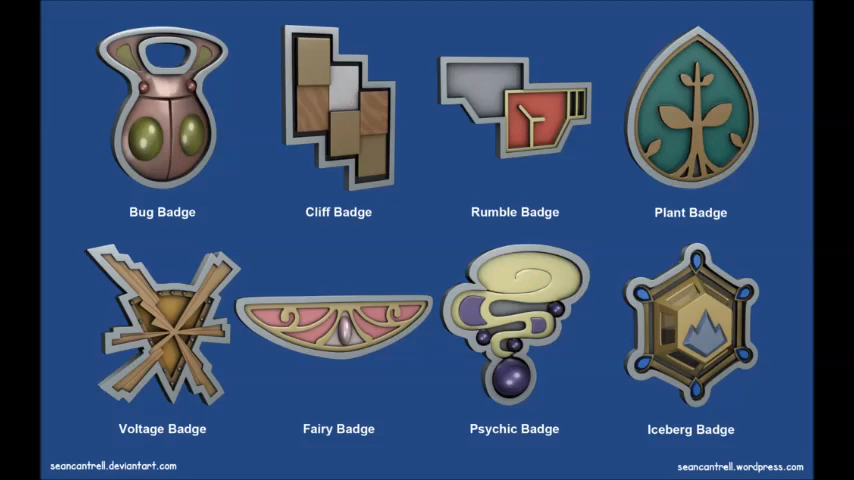 Bug Badge
Cliff Badge
Rumble Badge
Plant Badge
Voltage Badge
Fairy Badge
Psychic Badge
Iceberg Badge
seancantrell.deviantart.com
seancantrell.wordpress.com